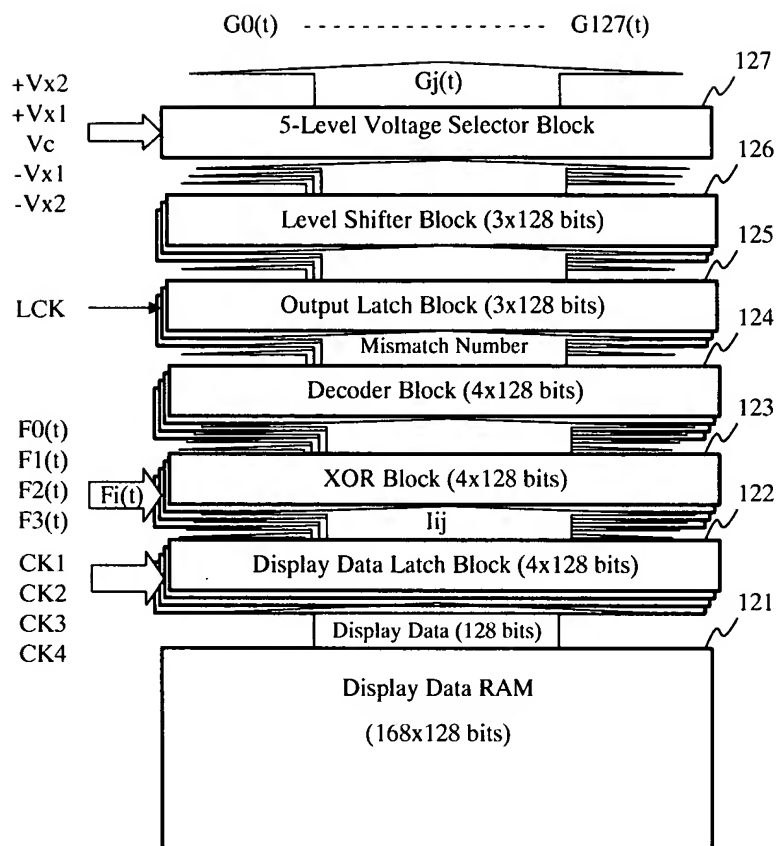 G0(t) ---------------- G127(t)
Gj(t)
127
+Vx2
+Vx1
Vc
-Vx1
-Vx2
5-Level Voltage Selector Block
126
Level Shifter Block (3x128 bits)
125
LCK
Output Latch Block (3x128 bits)
124
Mismatch Number
Decoder Block (4x128 bits)
123
F0(t)
F1(t)
F2(t)
F3(t)
Fi(t)
XOR Block (4x128 bits)
122
Iij
CK1
CK2
CK3
CK4
Display Data Latch Block (4x128 bits)
121
Display Data (128 bits)
Display Data RAM
(168x128 bits)